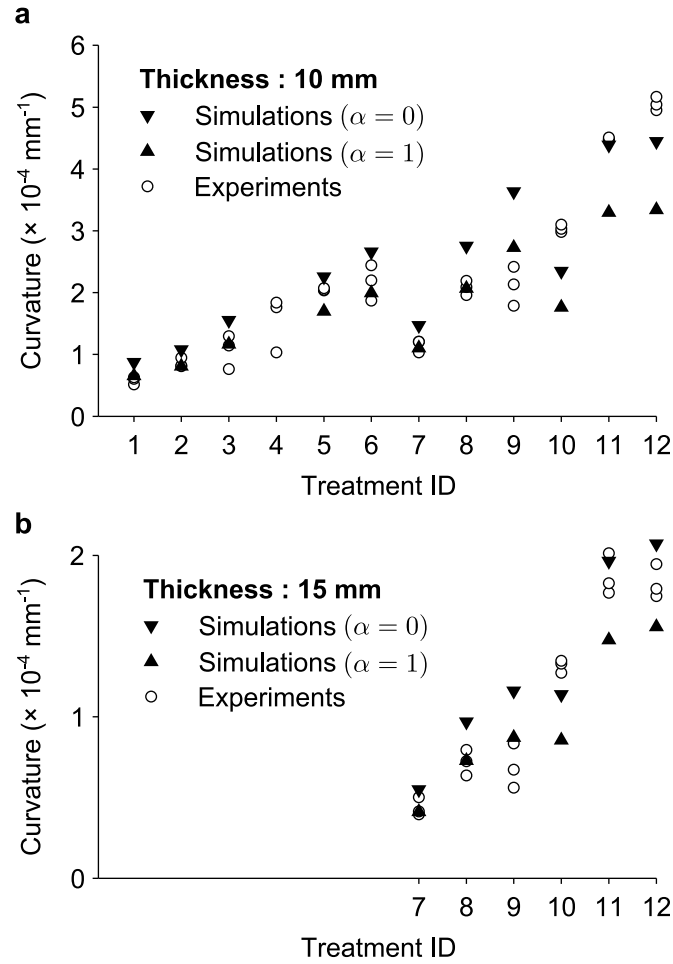 a
6
5
4
3
2
1
0
Curvature (× 10⁻⁴ mm⁻¹)
Thickness : 10 mm
Simulations (α = 0)
Simulations (α = 1)
Experiments
1 2 3 4 5 6 7 8 9 10 11 12
Treatment ID
b
2
1
0
Curvature (× 10⁻⁴ mm⁻¹)
Thickness : 15 mm
Simulations (α = 0)
Simulations (α = 1)
Experiments
7 8 9 10 11 12
Treatment ID